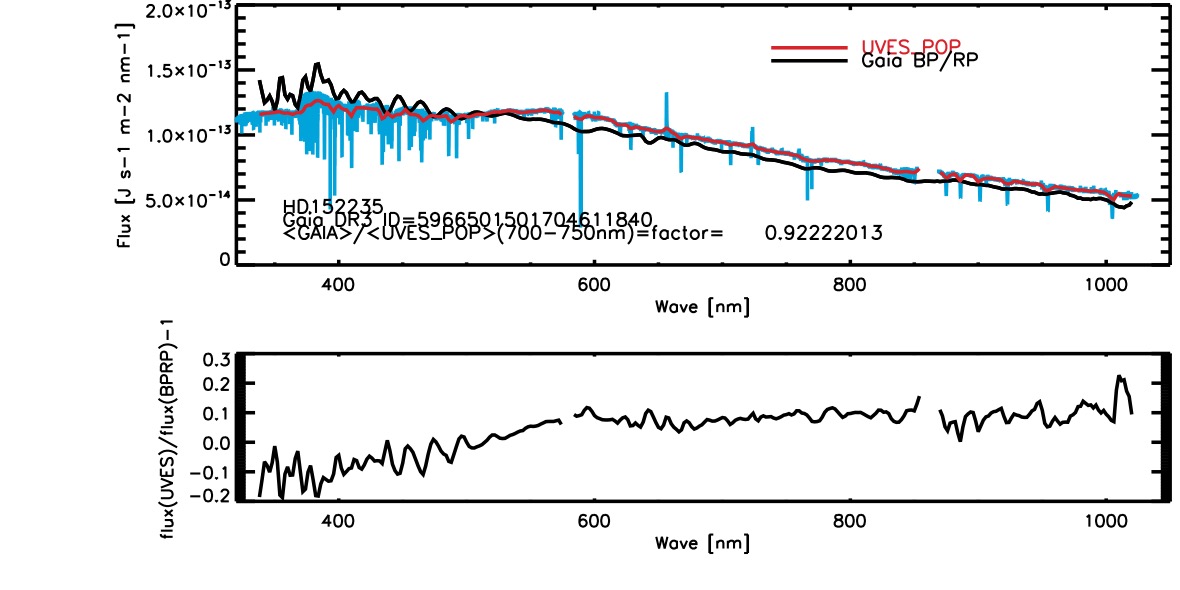 2.0×10−13
1.5×10−13
1.0×10−13
5.0×10−14
0
Flux [J s−1 m−2 nm−1]
UVES_POP
Gaia BP/RP
HD152235
Gaia DR3 ID=5966501501704611840
<GAIA>/<UVES_POP>(700−750nm)=factor= 0.92222013
400 600 800 1000
Wave [nm]
0.3
0.2
0.1
0.0
−0.1
−0.2
flux(UVES)/flux(BPRP)−1
400 600 800 1000
Wave [nm]